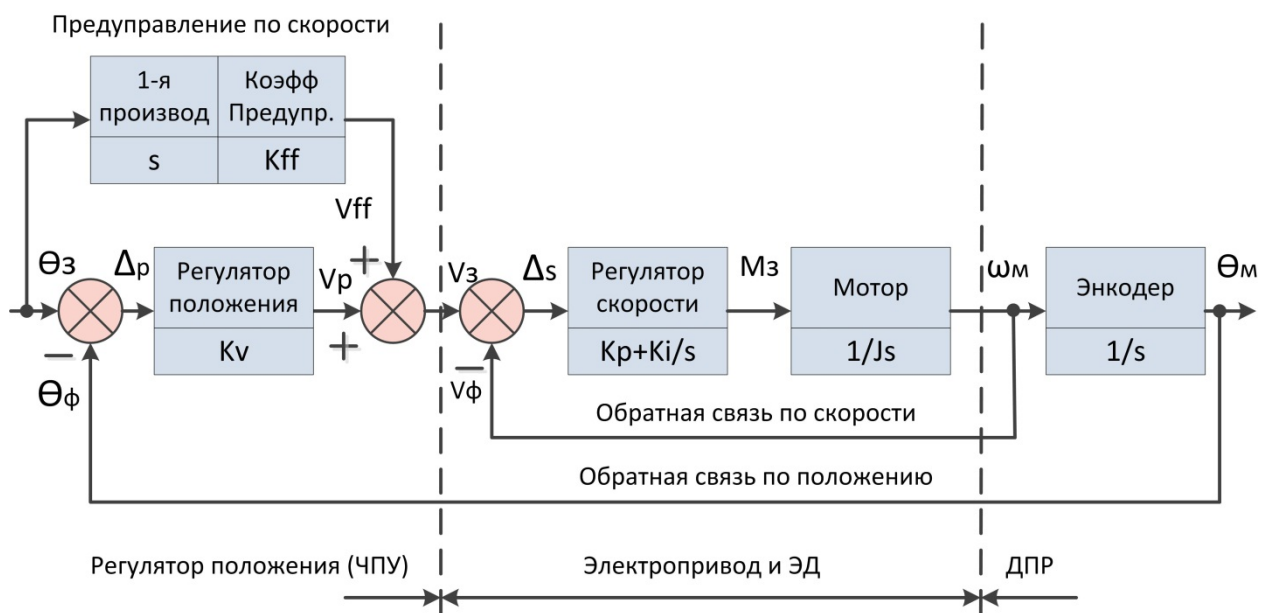 Предуправление по скорости
1-я
производ
Коэфф
Предупр.
s
Kff
Vff
Θз
Δp
Регулятор
положения
Kv
Vp
+
+
Vз
Δs
Регулятор
скорости
Kp+Ki/s
Mз
Мотор
1/Js
ωм
Энкодер
1/s
Θм
−
Θф
−
Vф
Обратная связь по скорости
Обратная связь по положению
Регулятор положения (ЧПУ)
Электропривод и ЭД
ДПР